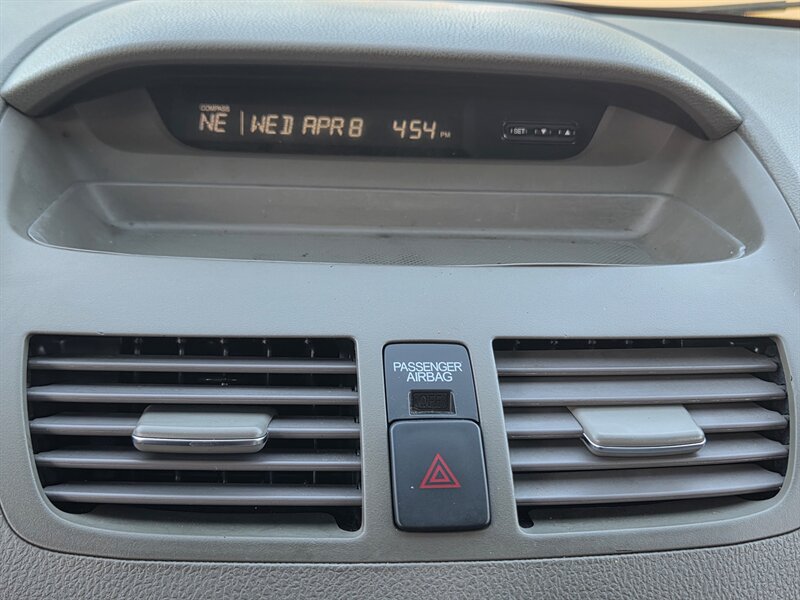 COMPASS
NE | WED APR 8 4:54 PM
SET ▼ ▲
PASSENGER
AIRBAG
OFF